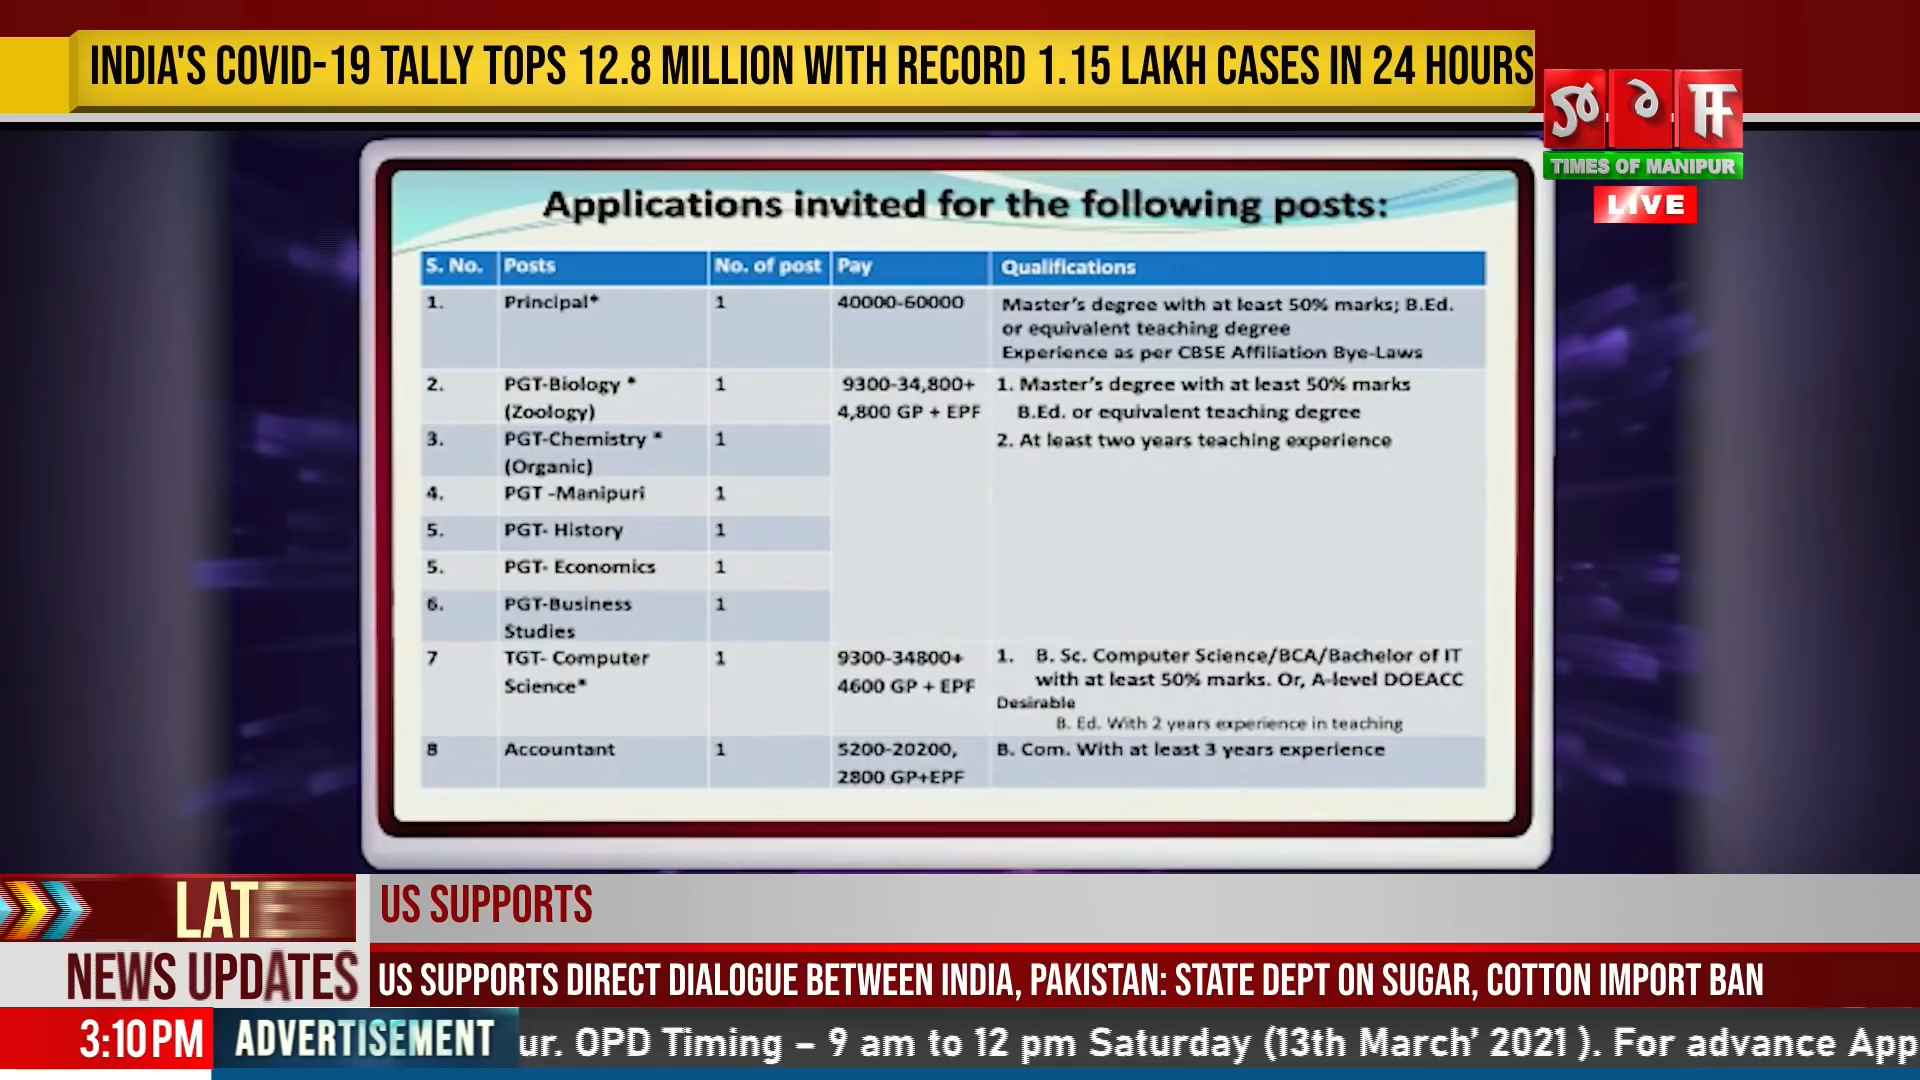 INDIA'S COVID-19 TALLY TOPS 12.8 MILLION WITH RECORD 1.15 LAKH CASES IN 24 HOURS
TIMES OF MANIPUR
LIVE
Applications invited for the following posts:
S. No. Posts No. of post Pay Qualifications
1. Principal* 1 40000-60000 Master's degree with at least 50% marks; B.Ed.
or equivalent teaching degree
Experience as per CBSE Affiliation Bye-Laws
2. PGT-Biology * 1 9300-34,800+ 1. Master's degree with at least 50% marks
(Zoology) 4,800 GP + EPF B.Ed. or equivalent teaching degree
3. PGT-Chemistry * 1 2. At least two years teaching experience
(Organic)
4. PGT -Manipuri 1
5. PGT- History 1
5. PGT- Economics 1
6. PGT-Business 1
Studies
7 TGT- Computer 1 9300-34800+ 1. B. Sc. Computer Science/BCA/Bachelor of IT
Science* 4600 GP + EPF with at least 50% marks. Or, A-level DOEACC
Desirable
B. Ed. With 2 years experience in teaching
8 Accountant 1 5200-20200, B. Com. With at least 3 years experience
2800 GP+EPF
LAT
US SUPPORTS
NEWS UPDATES
US SUPPORTS DIRECT DIALOGUE BETWEEN INDIA, PAKISTAN: STATE DEPT ON SUGAR, COTTON IMPORT BAN
3:10 PM
ADVERTISEMENT
ur. OPD Timing – 9 am to 12 pm Saturday (13th March' 2021 ). For advance App